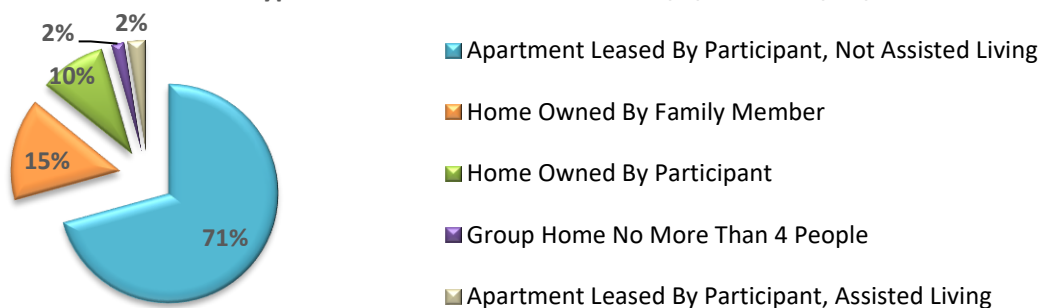 2%
2%
10%
15%
71%
Apartment Leased By Participant, Not Assisted Living
Home Owned By Family Member
Home Owned By Participant
Group Home No More Than 4 People
Apartment Leased By Participant, Assisted Living